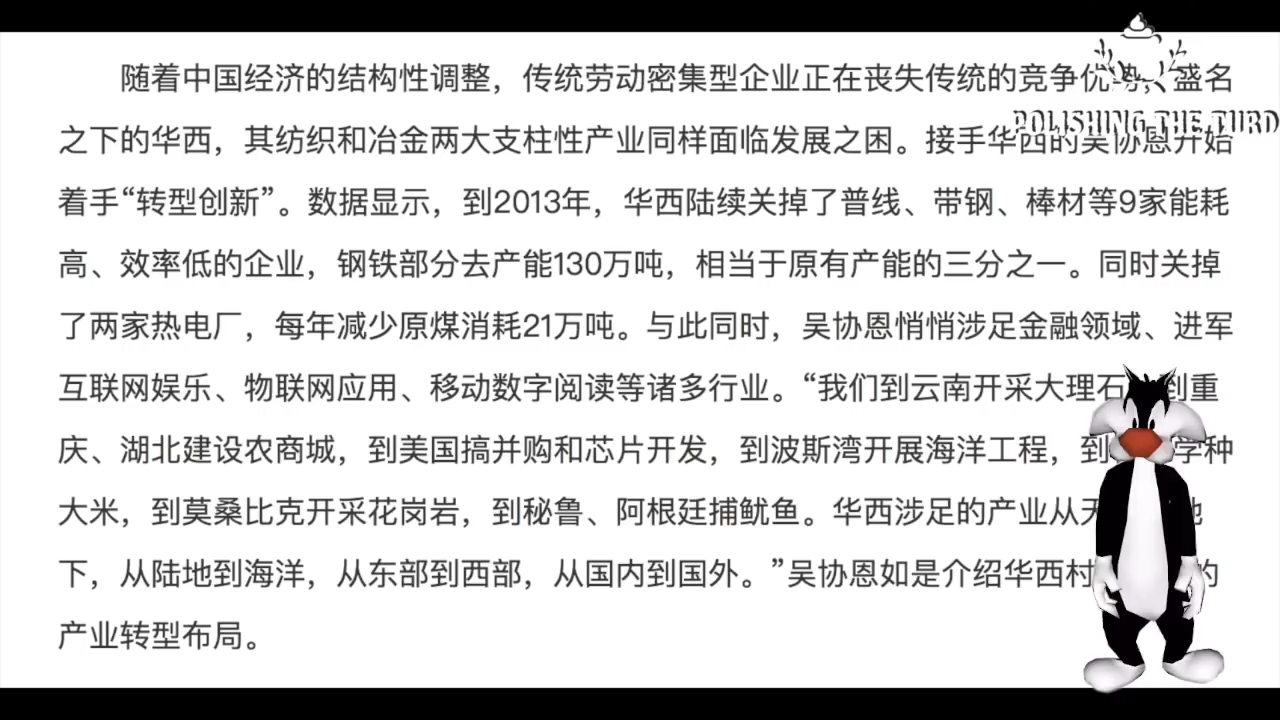 随着中国经济的结构性调整，传统劳动密集型企业正在丧失传统的竞争优势，盛名
POLISHING THE TURD
之下的华西，其纺织和冶金两大支柱性产业同样面临发展之困。接手华西的吴协恩开始
着手“转型创新”。数据显示，到2013年，华西陆续关掉了普线、带钢、棒材等9家能耗
高、效率低的企业，钢铁部分去产能130万吨，相当于原有产能的三分之一。同时关掉
了两家热电厂，每年减少原煤消耗21万吨。与此同时，吴协恩悄悄涉足金融领域、进军
互联网娱乐、物联网应用、移动数字阅读等诸多行业。“我们到云南开采大理石 到重
庆、湖北建设农商城，到美国搞并购和芯片开发，到波斯湾开展海洋工程，到 学种
大米，到莫桑比克开采花岗岩，到秘鲁、阿根廷捕鱿鱼。华西涉足的产业从天 地
下，从陆地到海洋，从东部到西部，从国内到国外。”吴协恩如是介绍华西村 的
产业转型布局。